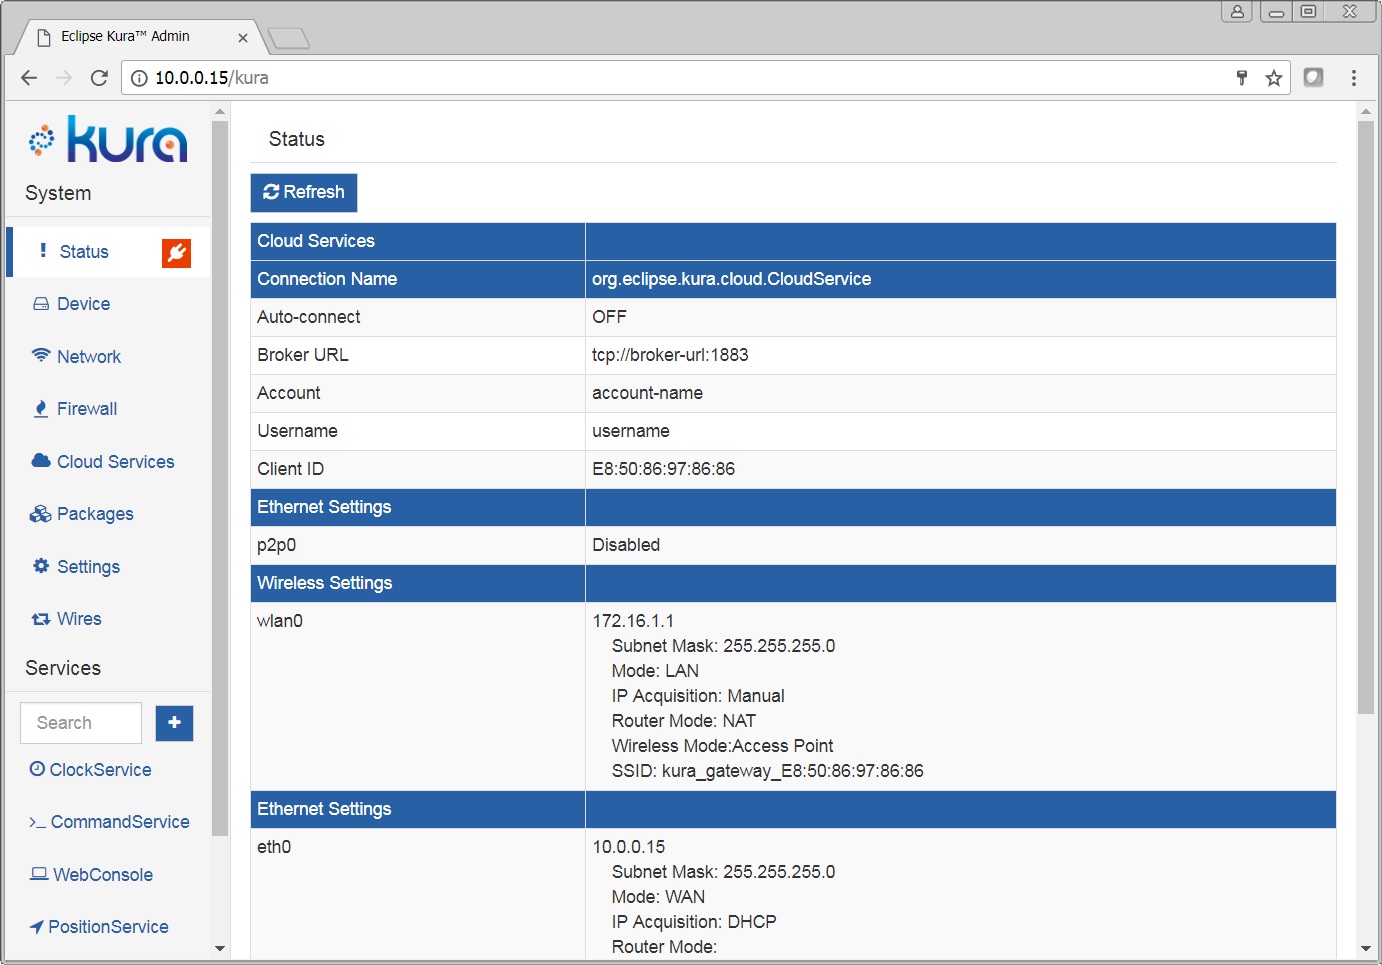 Eclipse Kura™ Admin
10.0.0.15/kura
kura
System
Status
Device
Network
Firewall
Cloud Services
Packages
Settings
Wires
Services
Search
ClockService
CommandService
WebConsole
PositionService
Status
Refresh
Cloud Services
Connection Name org.eclipse.kura.cloud.CloudService
Auto-connect OFF
Broker URL tcp://broker-url:1883
Account account-name
Username username
Client ID E8:50:86:97:86:86
Ethernet Settings
p2p0 Disabled
Wireless Settings
wlan0 172.16.1.1
Subnet Mask: 255.255.255.0
Mode: LAN
IP Acquisition: Manual
Router Mode: NAT
Wireless Mode:Access Point
SSID: kura_gateway_E8:50:86:97:86:86
Ethernet Settings
eth0 10.0.0.15
Subnet Mask: 255.255.255.0
Mode: WAN
IP Acquisition: DHCP
Router Mode: